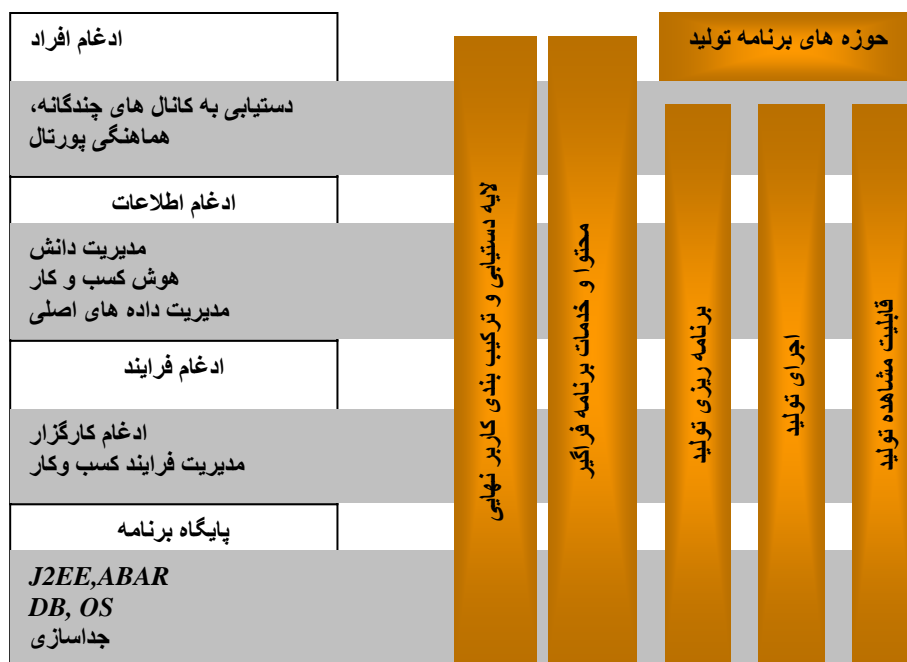 حوزه های برنامه تولید
ادغام افراد
دستیابی به کانال های چندگانه،
هماهنگی پورتال
ادغام اطلاعات
مدیریت دانش
هوش کسب و کار
مدیریت داده های اصلی
ادغام فرایند
ادغام کارگزار
مدیریت فرایند کسب وکار
پایگاه برنامه
J2EE,ABAR
DB, OS
جداسازی
قابلیت مشاهده تولید
اجرای تولید
برنامه ریزی تولید
محتوا و خدمات برنامه فراگیر
لایه دستیابی و ترکیب بندی کاربر نهایی